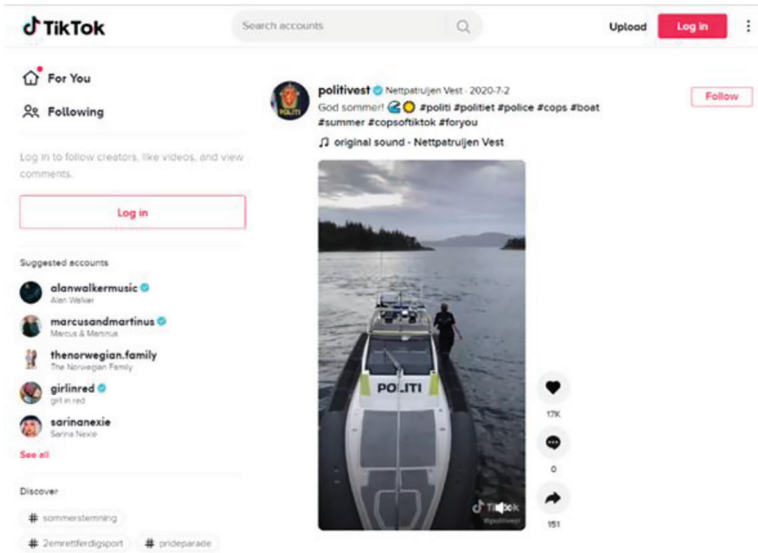 TikTok
Search accounts
Upload
Log in
For You
Following
Log in to follow creators, like videos, and view
comments.
Log in
Suggested accounts
alanwalkermusic
Alan Walker
marcusandmartinus
Marcus & Martinus
thenorwegian.family
The Norwegian Family
girlinred
girl in red
sarinanexie
Sarina Nexie
See all
Discover
# sommerstemning
# 2emrettferdigsport # prideparade
POLITI
politivest Nettpatruljen Vest · 2020-7-2
God sommer! 🌊🌞 #politi #politiet #police #cops #boat
#summer #copsoftiktok #foryou
original sound - Nettpatruljen Vest
Follow
POLITI
TikTok
@politivest
17K
0
151